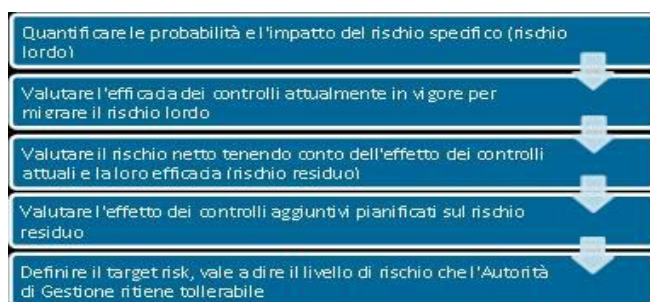 Quantificare le probabilità e l'impatto del rischio specifico (rischio
lordo)
Valutare l'efficacia dei controlli attualmente in vigore per
migrare il rischio lordo
Valutare il rischio netto tenendo conto dell'effetto dei controlli
attuali e la loro efficacia (rischio residuo)
Valutare l'effetto dei controlli aggiuntivi pianificati sul rischio
residuo
Definire il target risk, vale a dire il livello di rischio che l'Autorità
di Gestione ritiene tollerabile